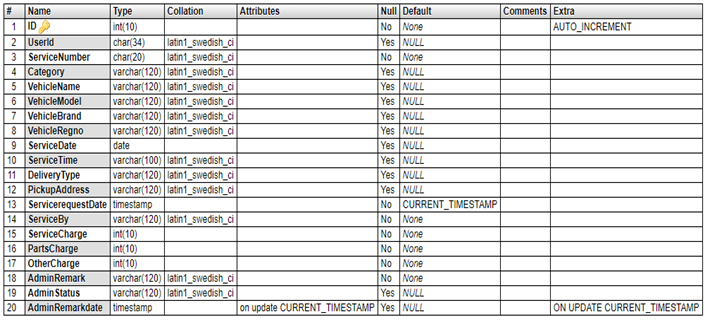 # Name Type Collation Attributes Null Default Comments Extra
1 ID int(10) No None AUTO_INCREMENT
2 UserId char(34) latin1_swedish_ci Yes NULL
3 ServiceNumber char(20) latin1_swedish_ci No None
4 Category varchar(120) latin1_swedish_ci Yes NULL
5 VehicleName varchar(120) latin1_swedish_ci Yes NULL
6 VehicleModel varchar(120) latin1_swedish_ci Yes NULL
7 VehicleBrand varchar(120) latin1_swedish_ci Yes NULL
8 VehicleRegno varchar(120) latin1_swedish_ci Yes NULL
9 ServiceDate date Yes NULL
10 ServiceTime varchar(100) latin1_swedish_ci Yes NULL
11 DeliveryType varchar(120) latin1_swedish_ci Yes NULL
12 PickupAddress varchar(120) latin1_swedish_ci Yes NULL
13 ServicerequestDate timestamp No CURRENT_TIMESTAMP
14 ServiceBy varchar(120) latin1_swedish_ci No None
15 ServiceCharge int(10) No None
16 PartsCharge int(10) No None
17 OtherCharge int(10) No None
18 AdminRemark varchar(120) latin1_swedish_ci No None
19 AdminStatus varchar(120) latin1_swedish_ci Yes NULL
20 AdminRemarkdate timestamp on update CURRENT_TIMESTAMP Yes NULL ON UPDATE CURRENT_TIMESTAMP